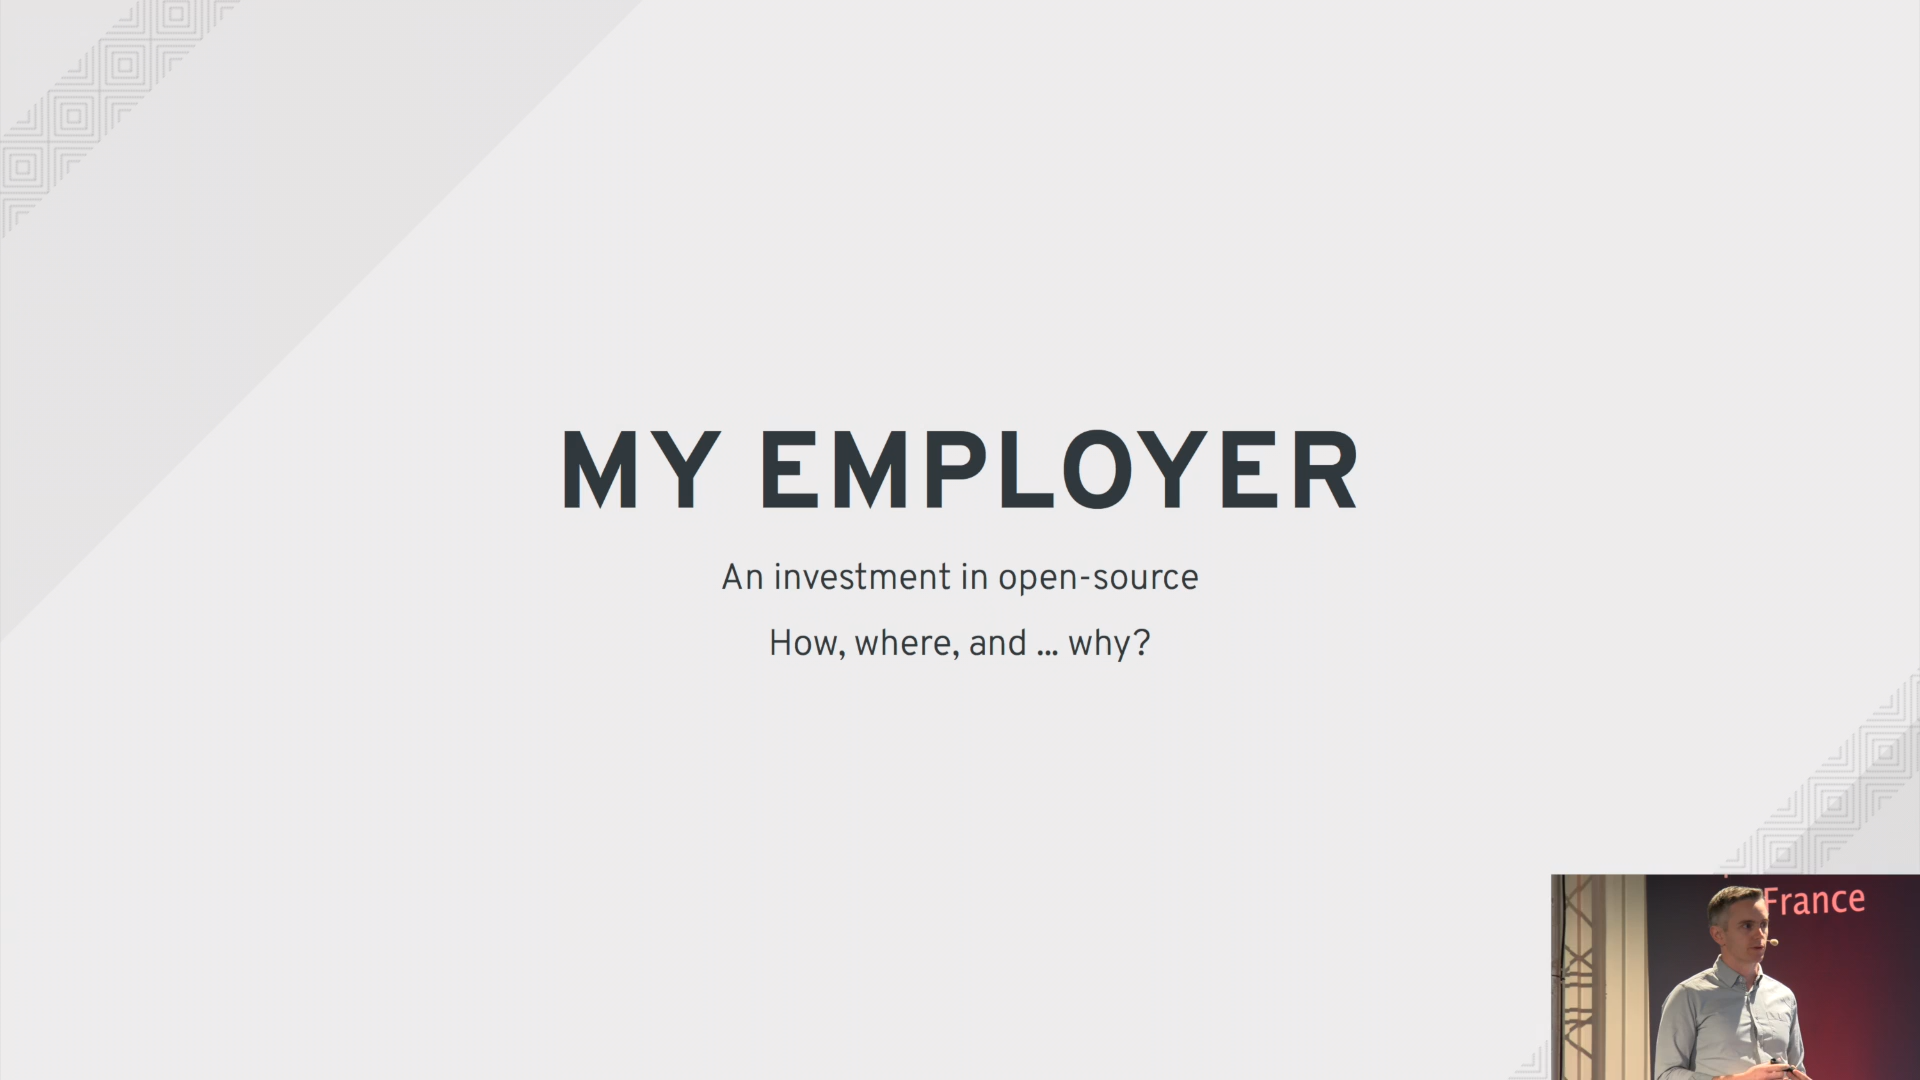 MY EMPLOYER
An investment in open-source
How, where, and ... why?
France